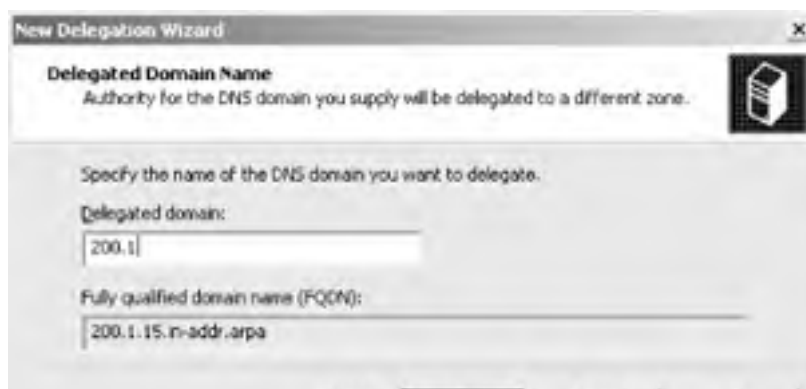 New Delegation Wizard
Delegated Domain Name
Authority for the DNS domain you supply will be delegated to a different zone.
Specify the name of the DNS domain you want to delegate.
Delegated domain:
200.1
Fully qualified domain name (FQDN):
200.1.15.in-addr.arpa